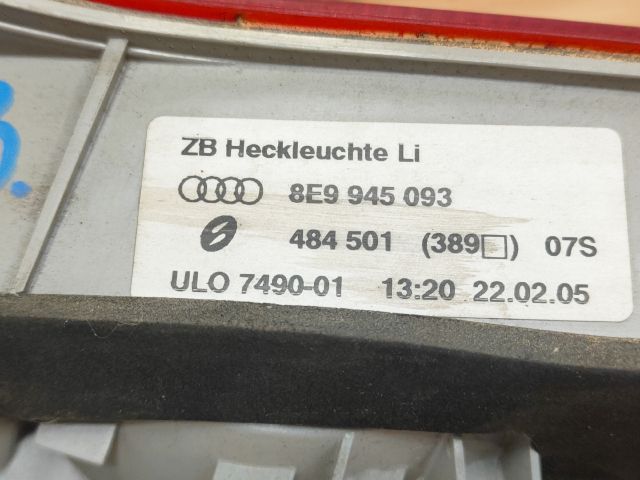 ZB Heckleuchte Li
8E9 945 093
484 501 (389□) 07S
ULO 7490-01 13:20 22.02.05